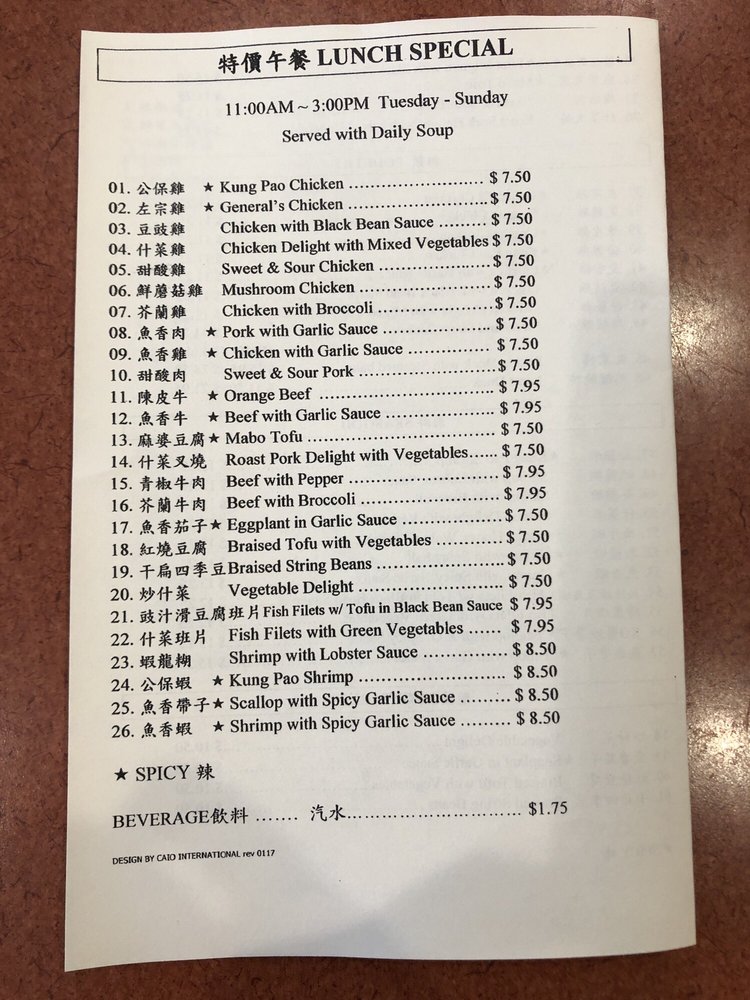 特價午餐 LUNCH SPECIAL
11:00AM ~ 3:00PM Tuesday - Sunday
Served with Daily Soup
01. 公保雞 ★ Kung Pao Chicken ........................... $ 7.50
02. 左宗雞 ★ General's Chicken ........................... $ 7.50
03. 豆豉雞 Chicken with Black Bean Sauce ......... $ 7.50
04. 什菜雞 Chicken Delight with Mixed Vegetables $ 7.50
05. 甜酸雞 Sweet & Sour Chicken ...................... $ 7.50
06. 鮮蘑菇雞 Mushroom Chicken .......................... $ 7.50
07. 芥蘭雞 Chicken with Broccoli ....................... $ 7.50
08. 魚香肉 ★ Pork with Garlic Sauce ..................... $ 7.50
09. 魚香雞 ★ Chicken with Garlic Sauce ................ $ 7.50
10. 甜酸肉 Sweet & Sour Pork .......................... $ 7.50
11. 陳皮牛 ★ Orange Beef ................................. $ 7.95
12. 魚香牛 ★ Beef with Garlic Sauce ..................... $ 7.95
13. 麻婆豆腐 ★ Mabo Tofu ................................... $ 7.50
14. 什菜叉燒 Roast Pork Delight with Vegetables...... $ 7.50
15. 青椒牛肉 Beef with Pepper ............................ $ 7.95
16. 芥蘭牛肉 Beef with Broccoli .......................... $ 7.95
17. 魚香茄子 ★ Eggplant in Garlic Sauce ................... $ 7.50
18. 紅燒豆腐 Braised Tofu with Vegetables ............ $ 7.50
19. 干扁四季豆 Braised String Beans ....................... $ 7.50
20. 炒什菜 Vegetable Delight ........................... $ 7.50
21. 豉汁滑豆腐班片 Fish Filets w/ Tofu in Black Bean Sauce $ 7.95
22. 什菜班片 Fish Filets with Green Vegetables ...... $ 7.95
23. 蝦龍糊 Shrimp with Lobster Sauce ................ $ 8.50
24. 公保蝦 ★ Kung Pao Shrimp ............................ $ 8.50
25. 魚香帶子 ★ Scallop with Spicy Garlic Sauce ......... $ 8.50
26. 魚香蝦 ★ Shrimp with Spicy Garlic Sauce ......... $ 8.50
★ SPICY 辣
BEVERAGE飲料 ....... 汽水................................ $1.75
DESIGN BY CAIO INTERNATIONAL rev 0117